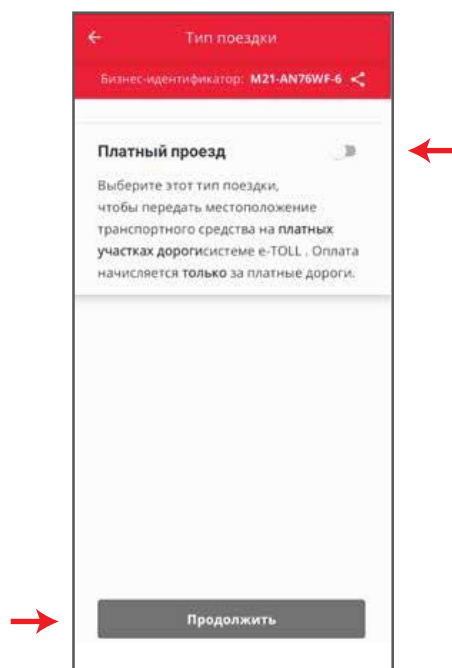 Тип поездки
Бизнес-идентификатор: M21-AN76WF-6
Платный проезд
Выберите этот тип поездки,
чтобы передать местоположение
транспортного средства на платных
участках дорогисистеме e-TOLL . Оплата
начисляется только за платные дороги.
Продолжить